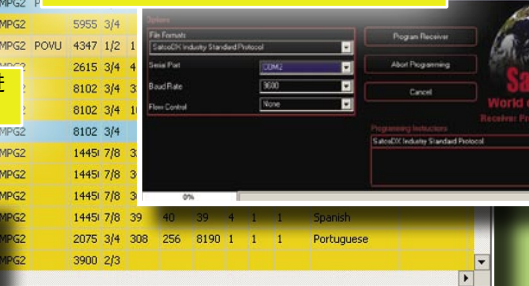 MPG2
MPG2 5955 3/4
MPG2 POVU 4347 1/2 1
2615 3/4 4
MPG2 8102 3/4 3
MPG2 8102 3/4 1
MPG2 8102 3/4
MPG2 1445 7/8 3
MPG2 1445 7/8 3
MPG2 1445 7/8 3
MPG2 1445 7/8 39 40 39 4 1 1 Spanish
MPG2 2075 3/4 308 256 8190 1 1 1 Portuguese
MPG2 3900 2/3
Options
File Formats
SatcoDX Industry Standard Protocol
Serial Port COM2
Baud Rate 9600
Flow Control None
Program Receiver
Abort Programming
Cancel
Sa
World
Receiver Pr
Programming Instructions
SatcoDX Industry Standard Protocol
0%